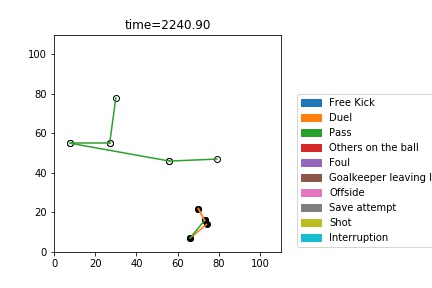 time=2240.90
100
80
60
40
20
0
0 20 40 60 80 100
Free Kick
Duel
Pass
Others on the ball
Foul
Goalkeeper leaving l
Offside
Save attempt
Shot
Interruption